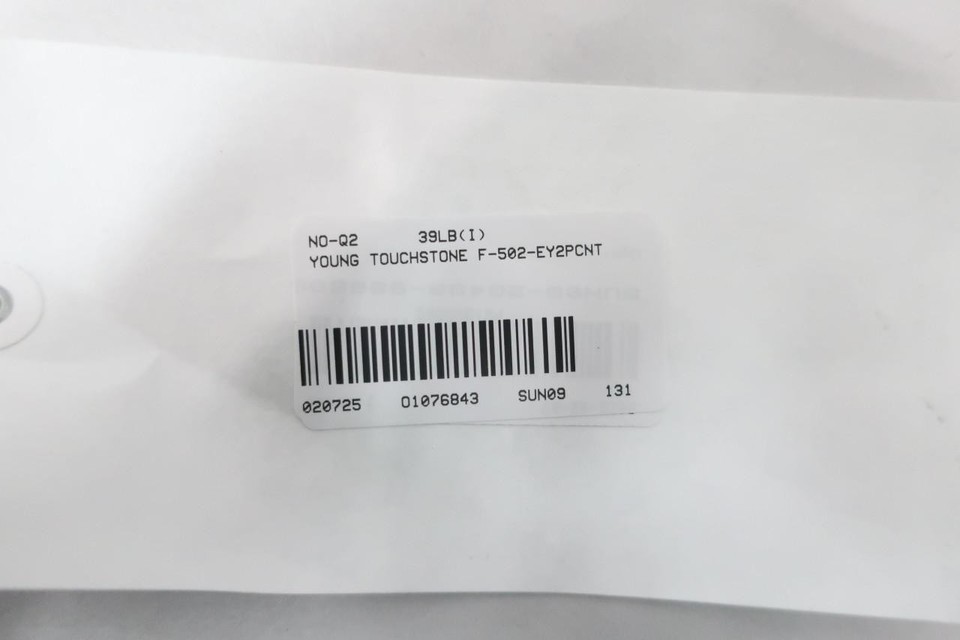 NO-Q2 39LB(I)
YOUNG TOUCHSTONE F-502-EY2PCNT
020725 01076843 SUN09 131